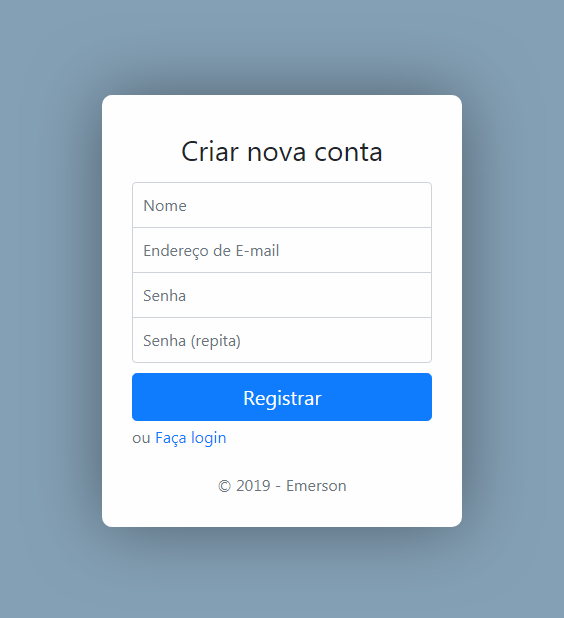 Criar nova conta
Nome
Endereço de E-mail
Senha
Senha (repita)
Registrar
ou Faça login
© 2019 - Emerson